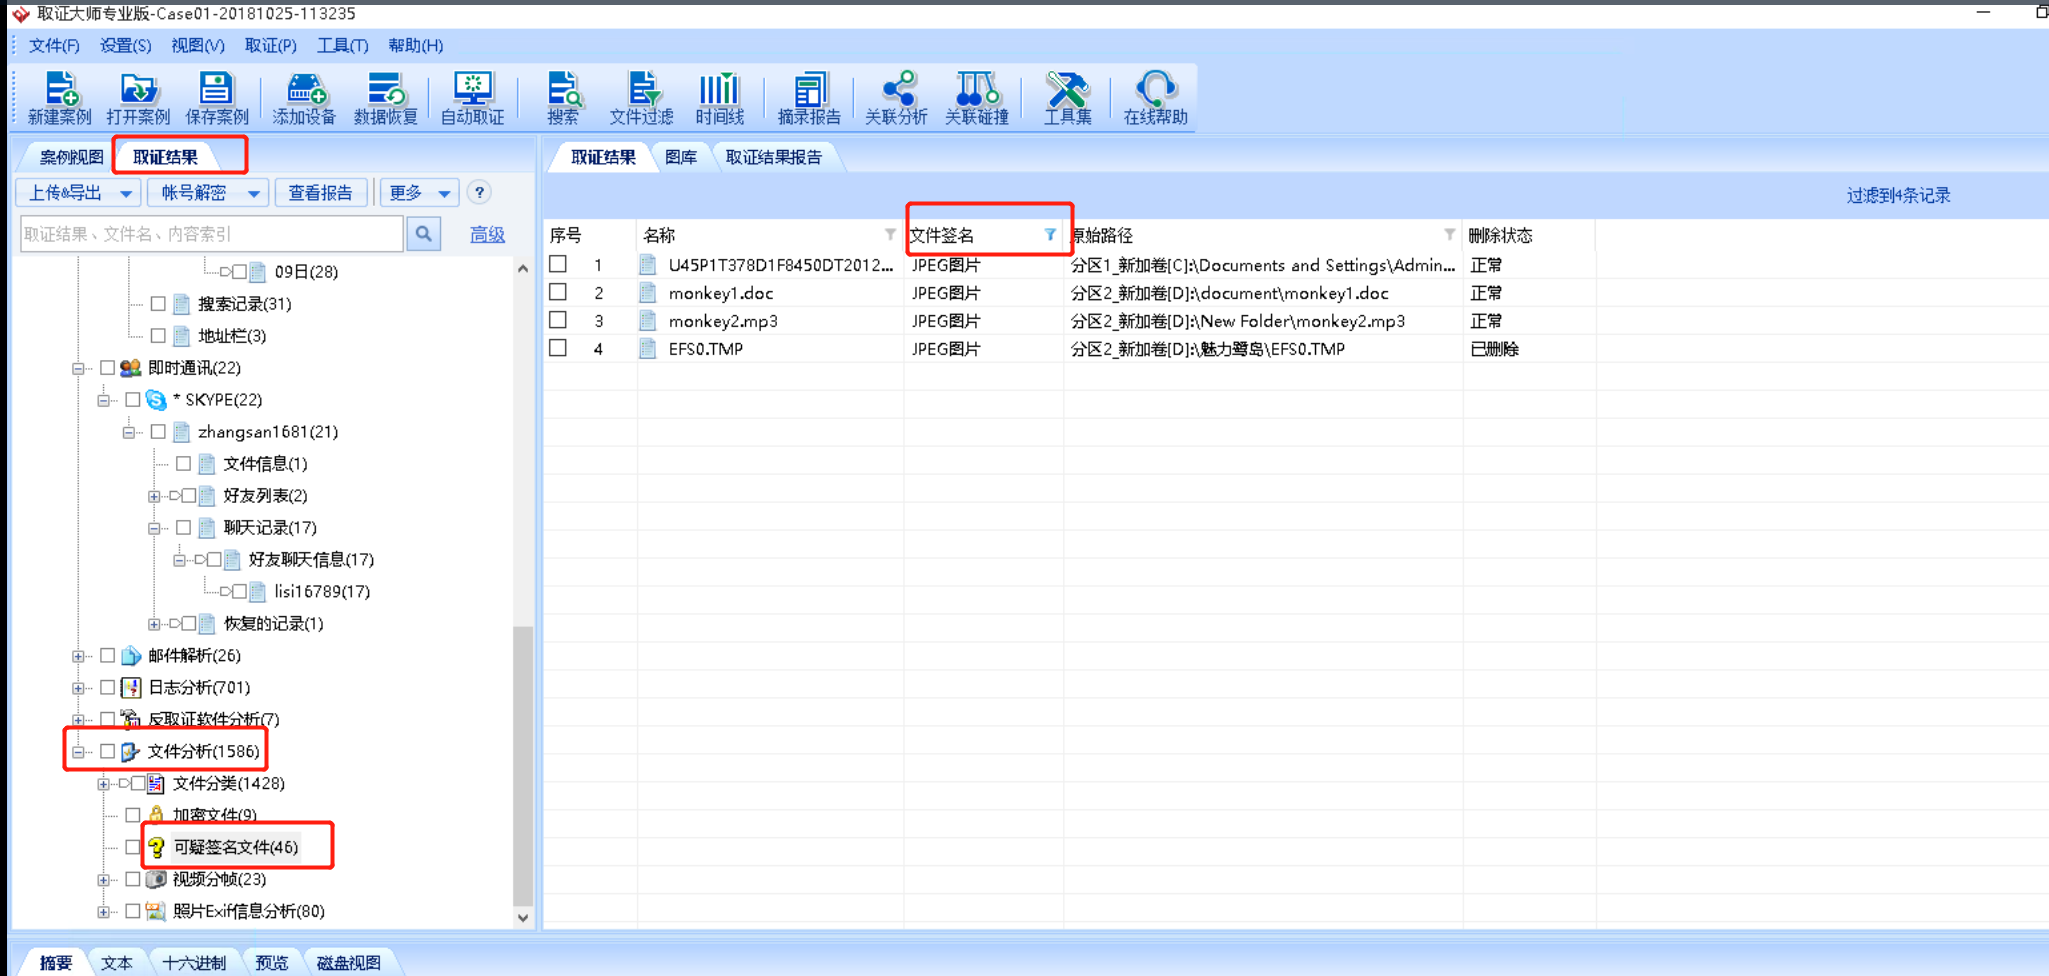 取证大师专业版-Case01-20181025-113235
文件(F) 设置(S) 视图(V) 取证(P) 工具(T) 帮助(H)
新建案例 打开案例 保存案例 添加设备 数据恢复 自动取证 搜索 文件过滤 时间线 摘录报告 关联分析 关联碰撞 工具集 在线帮助
案例视图 取证结果
上传&导出 帐号解密 查看报告 更多 ?
取证结果、文件名、内容索引 高级
09日(28)
搜索记录(31)
地址栏(3)
即时通讯(22)
* SKYPE(22)
zhangsan1681(21)
文件信息(1)
好友列表(2)
聊天记录(17)
好友聊天信息(17)
lisi16789(17)
恢复的记录(1)
邮件解析(26)
日志分析(701)
反取证软件分析(7)
文件分析(1586)
文件分类(1428)
加密文件(9)
可疑签名文件(46)
视频分帧(23)
照片Exif信息分析(80)
取证结果 图库 取证结果报告
过滤到4条记录
序号 名称 文件签名 原始路径 删除状态
1 U45P1T378D1F8450DT2012... JPEG图片 分区1_新加卷[C]:\Documents and Settings\Admin... 正常
2 monkey1.doc JPEG图片 分区2_新加卷[D]:\document\monkey1.doc 正常
3 monkey2.mp3 JPEG图片 分区2_新加卷[D]:\New Folder\monkey2.mp3 正常
4 EFS0.TMP JPEG图片 分区2_新加卷[D]:\魅力鹭岛\EFS0.TMP 已删除
摘要 文本 十六进制 预览 磁盘视图